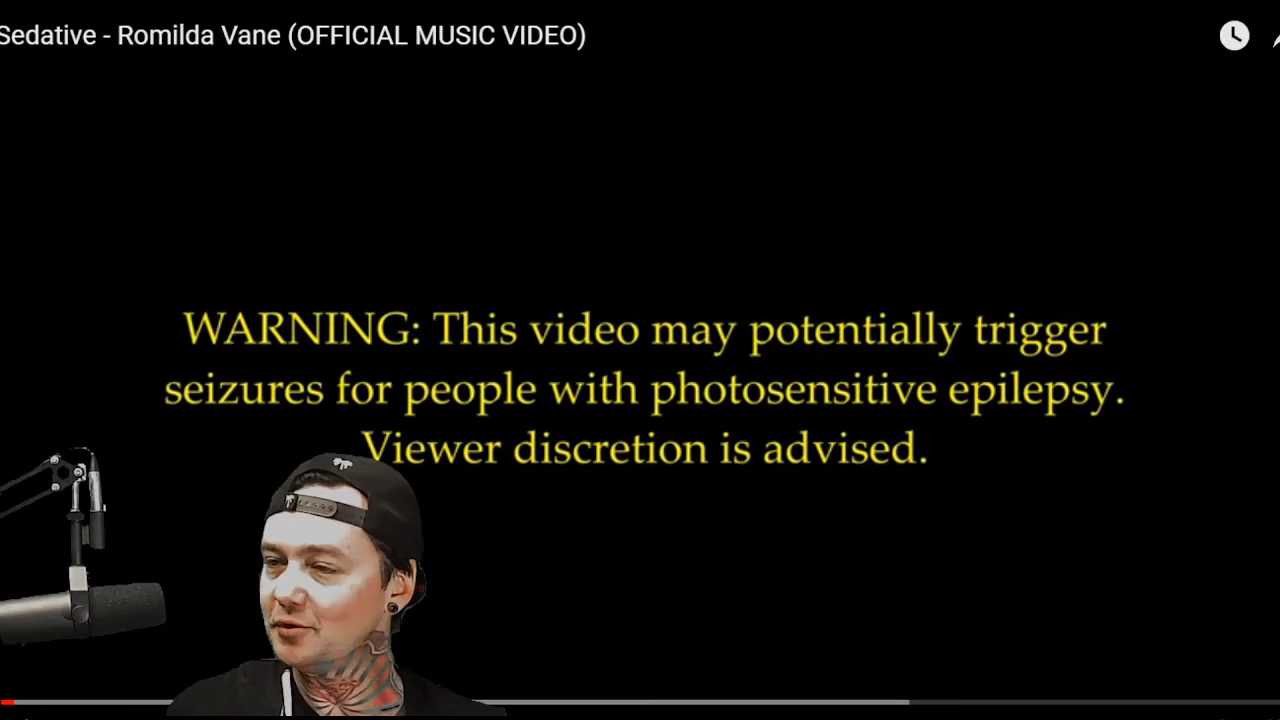 Sedative - Romilda Vane (OFFICIAL MUSIC VIDEO)
WARNING: This video may potentially trigger
seizures for people with photosensitive epilepsy.
Viewer discretion is advised.